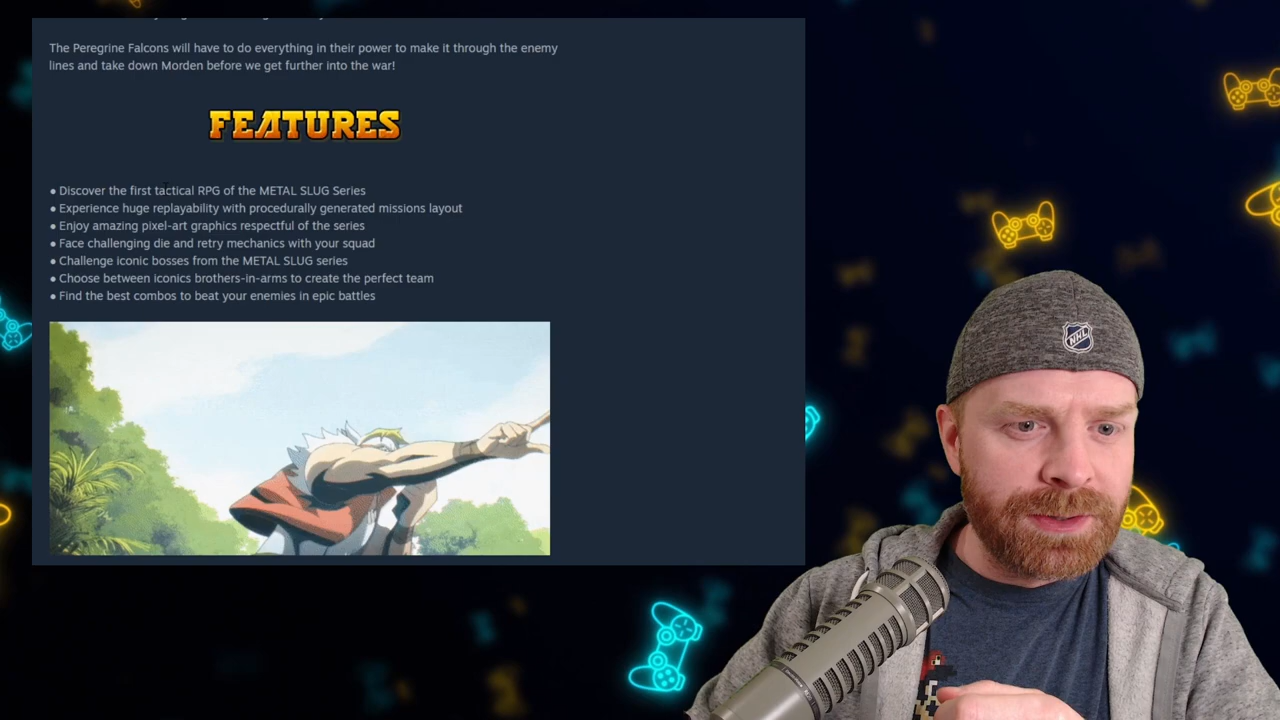 The Peregrine Falcons will have to do everything in their power to make it through the enemy
lines and take down Morden before we get further into the war!
FEATURES
● Discover the first tactical RPG of the METAL SLUG Series
● Experience huge replayability with procedurally generated missions layout
● Enjoy amazing pixel-art graphics respectful of the series
● Face challenging die and retry mechanics with your squad
● Challenge iconic bosses from the METAL SLUG series
● Choose between iconics brothers-in-arms to create the perfect team
● Find the best combos to beat your enemies in epic battles
NHL